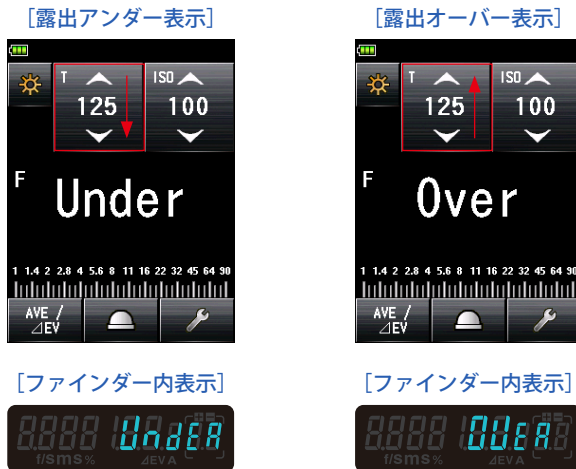 [露出アンダー表示]
T
125
ISO
100
F
Under
1 1.4 2 2.8 4 5.6 8 11 16 22 32 45 64 90
AVE /
⊿EV
[ファインダー内表示]
UndER
f/sms%
⊿EVA
[露出オーバー表示]
T
125
ISO
100
F
Over
1 1.4 2 2.8 4 5.6 8 11 16 22 32 45 64 90
AVE /
⊿EV
[ファインダー内表示]
OVER
f/sms%
⊿EVA